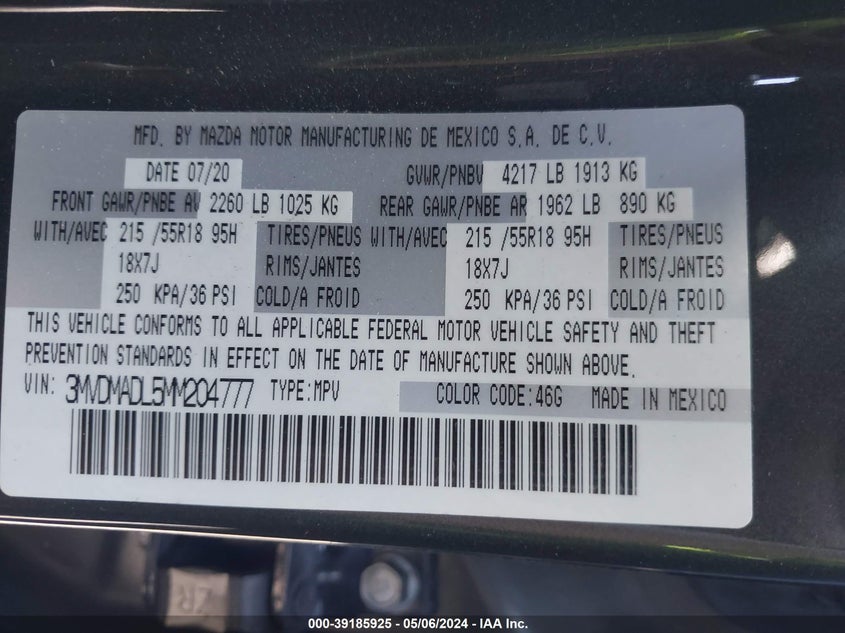 MFD. BY MAZDA MOTOR MANUFACTURING DE MEXICO S.A. DE C.V.
DATE 07/20 GVWR/PNBV 4217 LB 1913 KG
FRONT GAWR/PNBE AV 2260 LB 1025 KG REAR GAWR/PNBE AR 1962 LB 890 KG
WITH/AVEC 215 /55R18 95H TIRES/PNEUS WITH/AVEC 215 /55R18 95H TIRES/PNEUS
18X7J RIMS/JANTES 18X7J RIMS/JANTES
250 KPA/36 PSI COLD/A FROID 250 KPA/36 PSI COLD/A FROID
THIS VEHICLE CONFORMS TO ALL APPLICABLE FEDERAL MOTOR VEHICLE SAFETY AND THEFT
PREVENTION STANDARDS IN EFFECT ON THE DATE OF MANUFACTURE SHOWN ABOVE.
VIN: 3MVDMADL5MM204777 TYPE:MPV COLOR CODE:46G MADE IN MEXICO
000-39185925 - 05/06/2024 - IAA Inc.